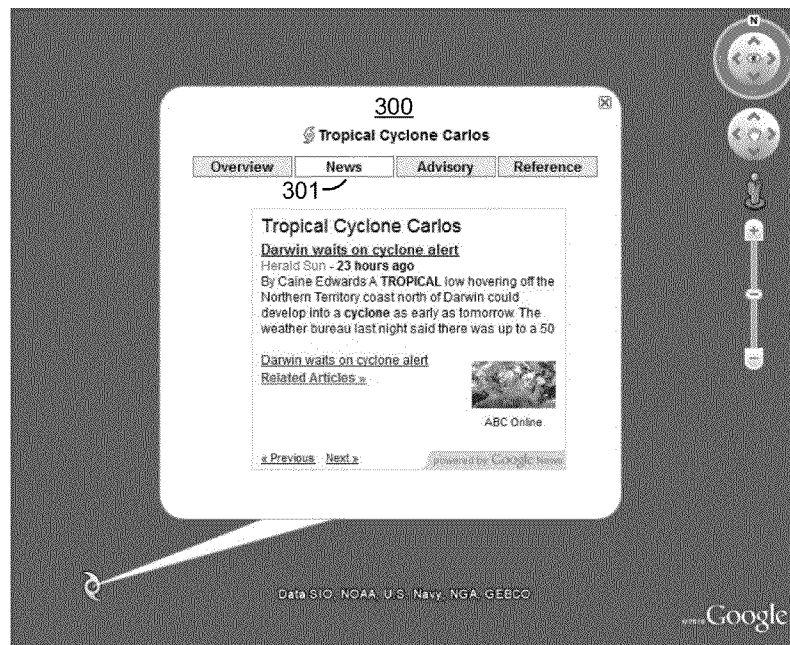 N
300
Tropical Cyclone Carlos
Overview News Advisory Reference
301
Tropical Cyclone Carlos
Darwin waits on cyclone alert
Herald Sun - 23 hours ago
By Caine Edwards A TROPICAL low hovering off the
Northern Territory coast north of Darwin could
develop into a cyclone as early as tomorrow. The
weather bureau last night said there was up to a 50
Darwin waits on cyclone alert
Related Articles »
ABC Online
« Previous Next »
powered by Google News
Data SIO, NOAA, U.S. Navy, NGA, GEBCO
Google